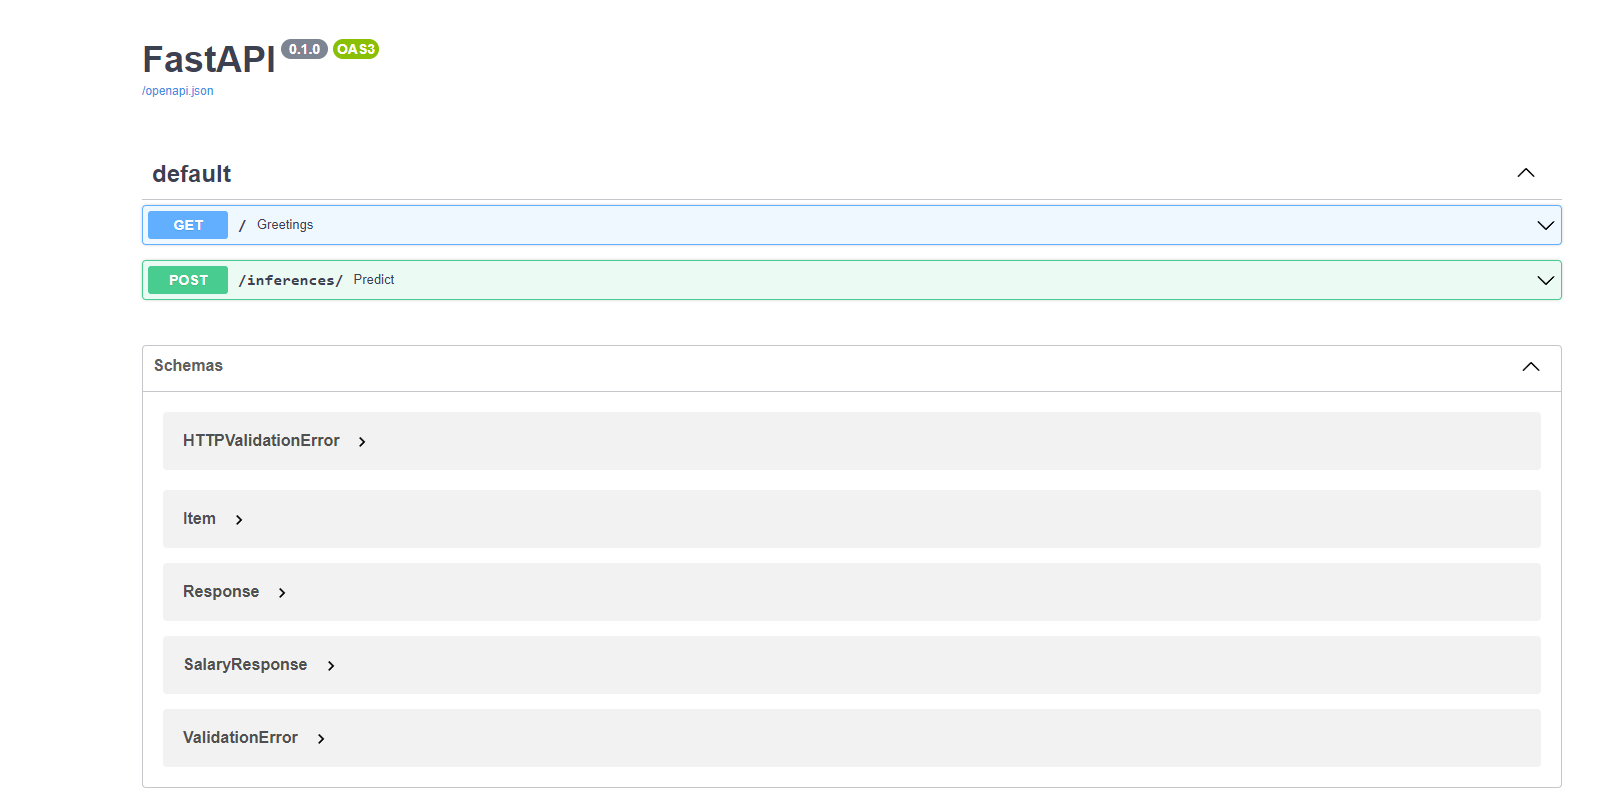 FastAPI 0.1.0 OAS3
/openapi.json
default
GET / Greetings
POST /inferences/ Predict
Schemas
HTTPValidationError
Item
Response
SalaryResponse
ValidationError